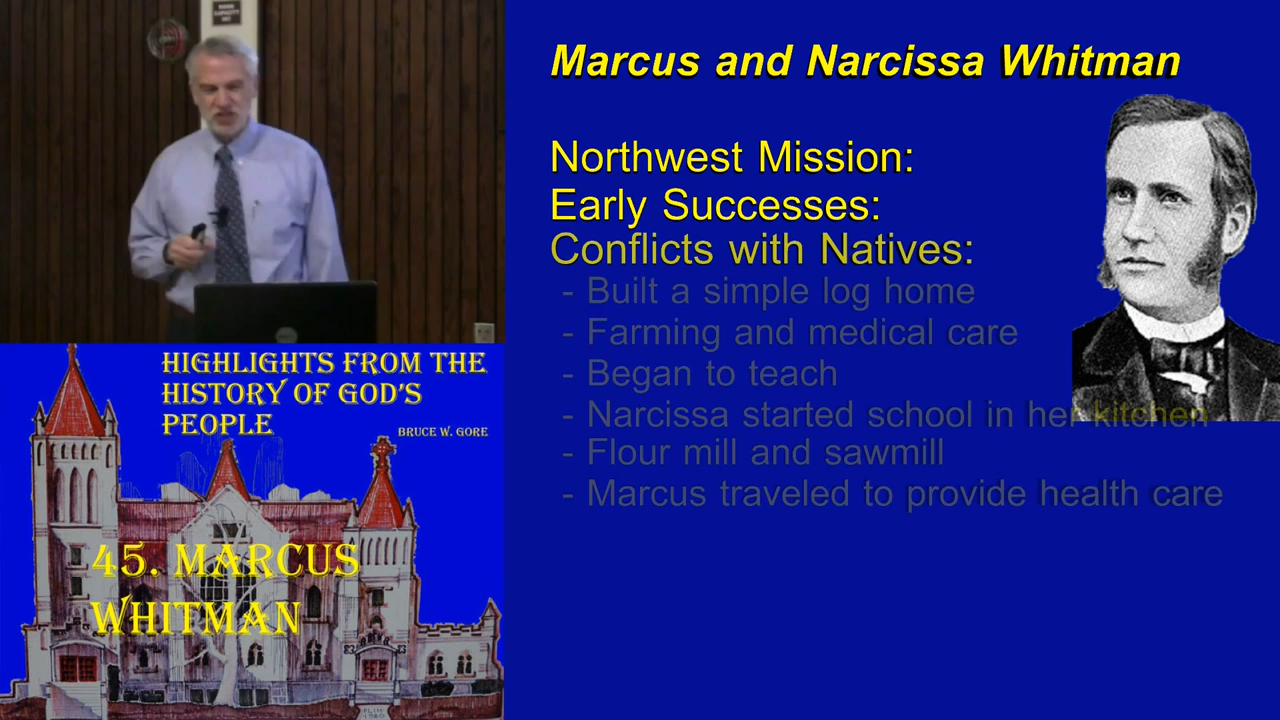 ROOM
CAPACITY
Marcus and Narcissa Whitman
Northwest Mission:
Early Successes:
Conflicts with Natives:
- Built a simple log home
- Farming and medical care
- Began to teach
- Narcissa started school in her kitchen
- Flour mill and sawmill
- Marcus traveled to provide health care
HIGHLIGHTS FROM THE
HISTORY OF GOD'S
PEOPLE
BRUCE W. GORE
45. MARCUS
WHITMAN